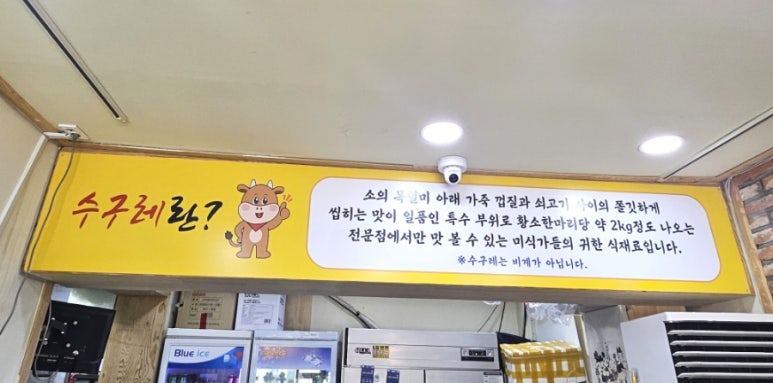 수구레란?
소의 목덜미 아래 가죽 껍질과 쇠고기 사이의 쫄깃하게
씹히는 맛이 일품인 특수 부위로 황소한마리당 약 2kg정도 나오는
전문점에서만 맛 볼 수 있는 미식가들의 귀한 식재료입니다.
※수구레는 비계가 아닙니다.
Blue ice